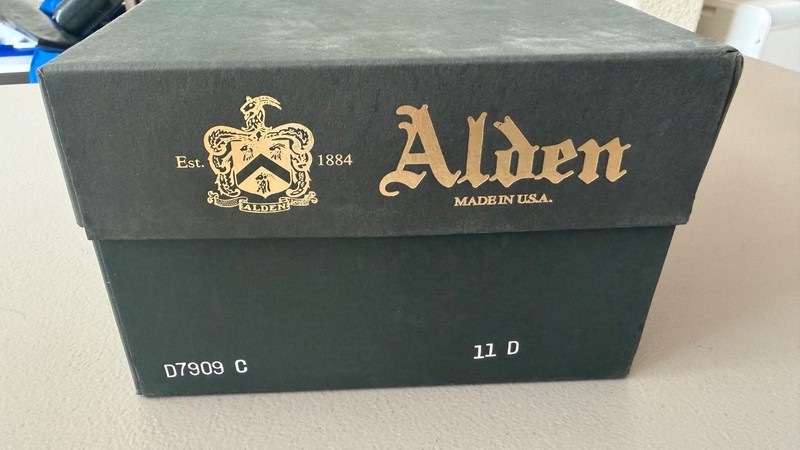 Est. 1884
ALDEN
Alden
MADE IN U.S.A.
D7909 C
11 D